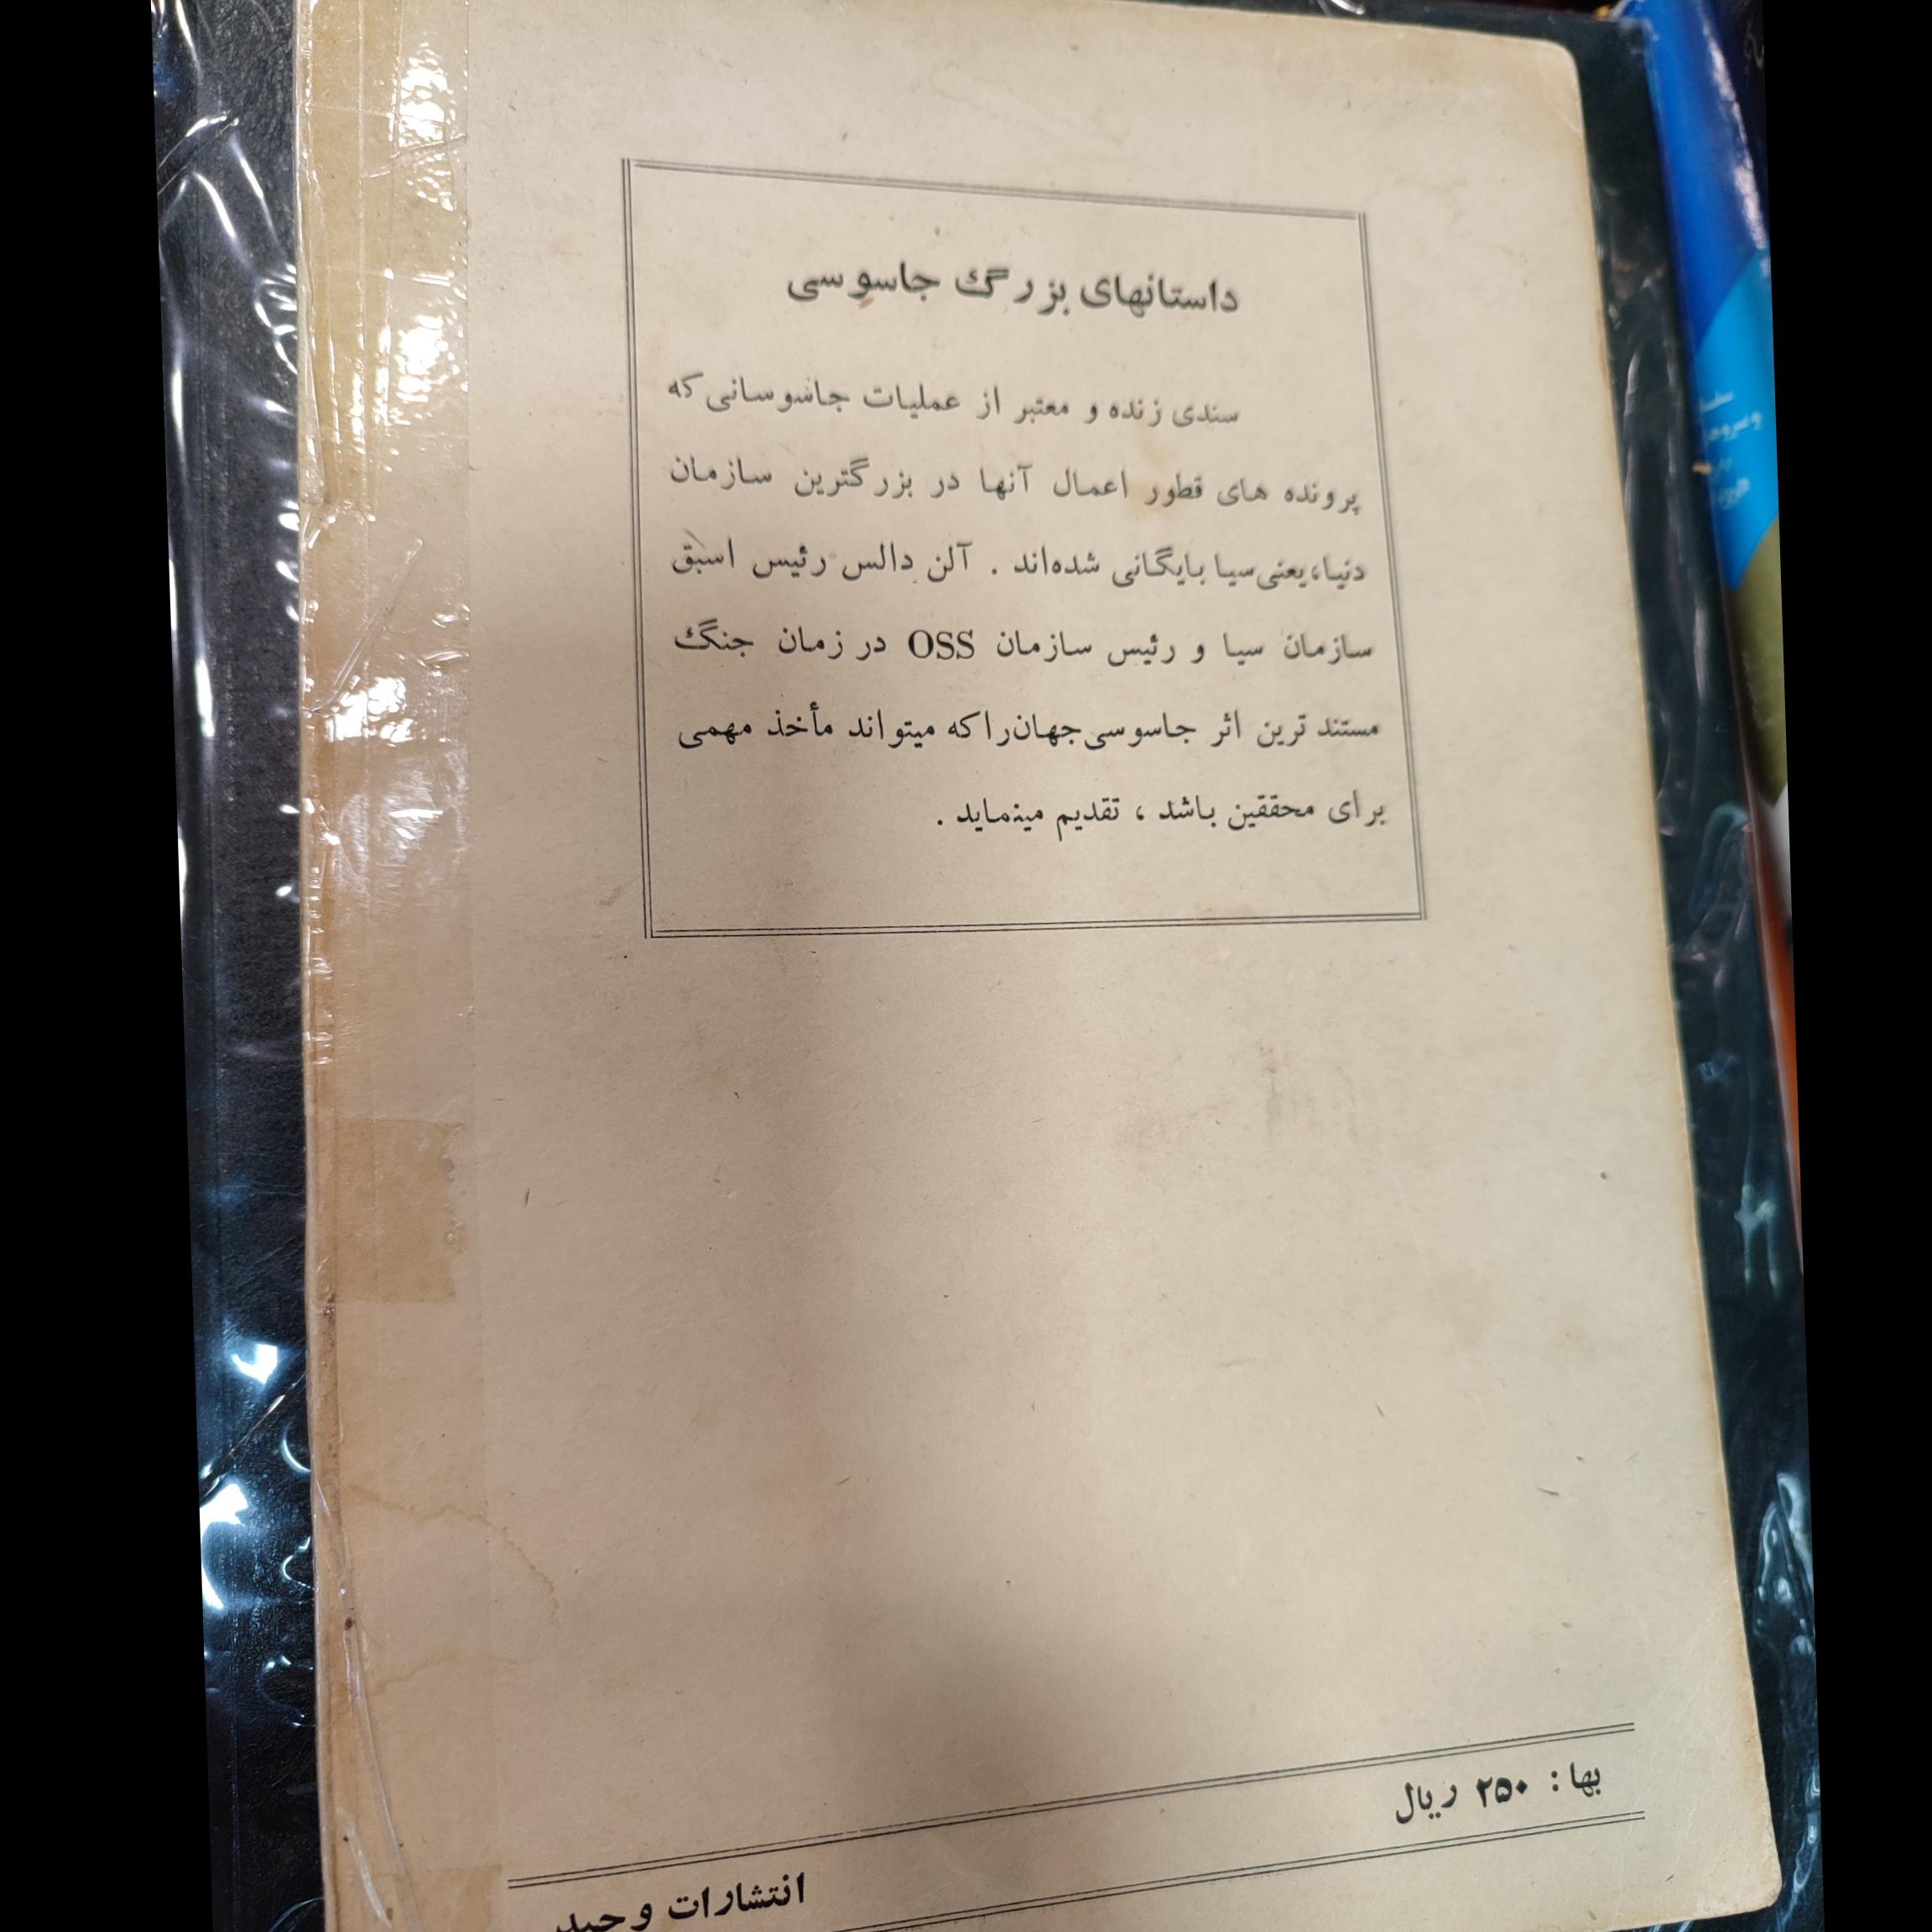 داستانهای بزرگ جاسوسی
سندی زنده و معتبر از عملیات جاسوسانی که
پرونده های قطور اعمال آنها در بزرگترین سازمان
دنیا، یعنی سیا بایگانی شده‌اند . آلن دالس رئیس اسبق
سازمان سیا و رئیس سازمان OSS در زمان جنگ
مستند ترین اثر جاسوسی جهان را که میتواند مأخذ مهمی
برای محققین باشد ، تقدیم مینماید .
بها : ۲۵۰ ریال
انتشارات وحید